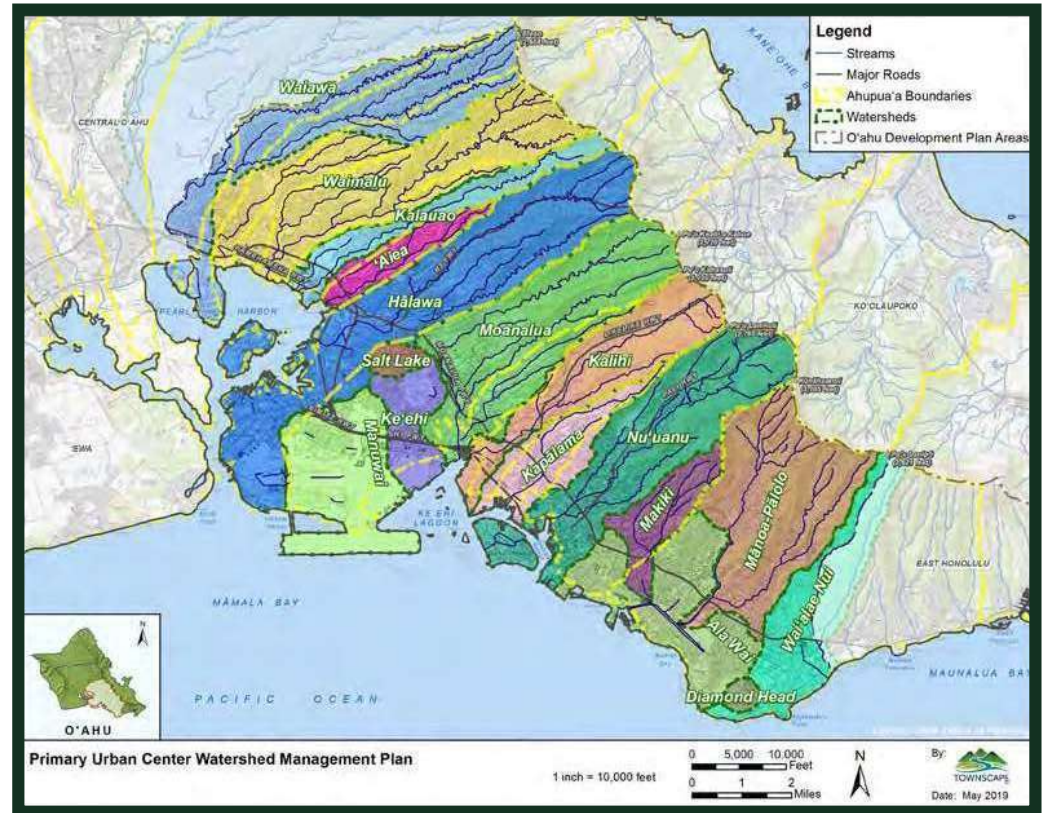 Legend
Streams
Major Roads
Ahupua'a Boundaries
Watersheds
O'ahu Development Plan Areas
CENTRAL O'AHU
Waiawa
Waimalu
Kalauao
'Aiea
Hālawa
Moanalua
Kalihi
Salt Lake
Ke'ehi
Manuwai
Kapālama
Nu'uanu
Makiki
Mānoa-Pālolo
Wai'alae Nui
Ala Wai
Diamond Head
PEARL HARBOR
'EWA
KE'EHI
LAGOON
KO'OLAUPOKO
EAST HONOLULU
MĀMALA BAY
MAUNALUA BAY
PACIFIC OCEAN
N
O'AHU
Primary Urban Center Watershed Management Plan
1 inch = 10,000 feet
0 5,000 10,000
Feet
0 1 2
Miles
N
By:
TOWNSCAPE
Date: May 2019